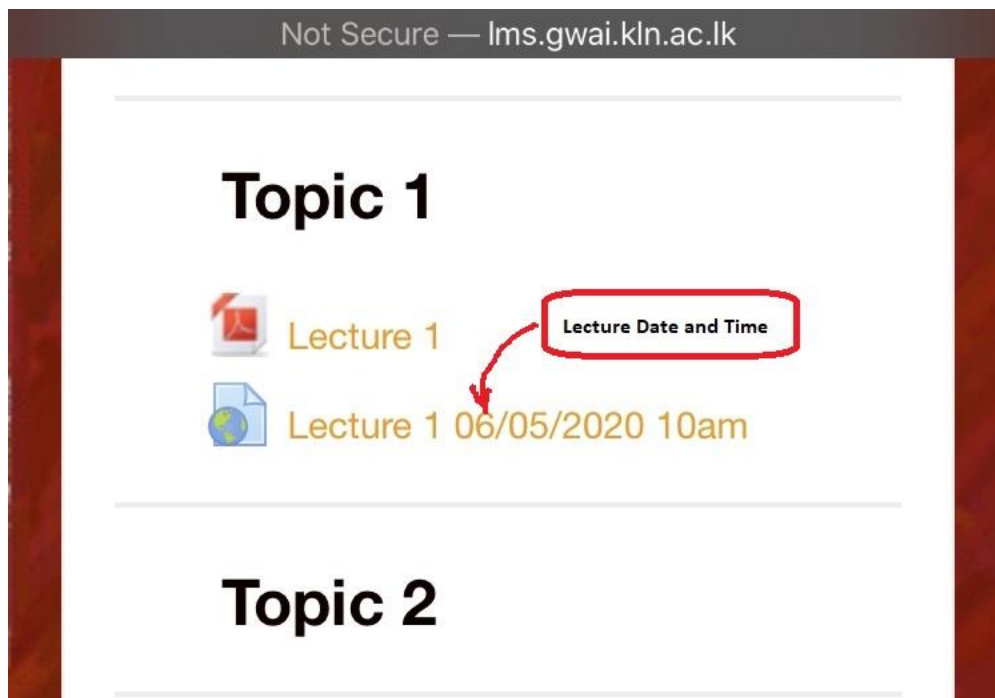 Not Secure — lms.gwai.kln.ac.lk
Topic 1
Lecture 1
Lecture Date and Time
Lecture 1 06/05/2020 10am
Topic 2